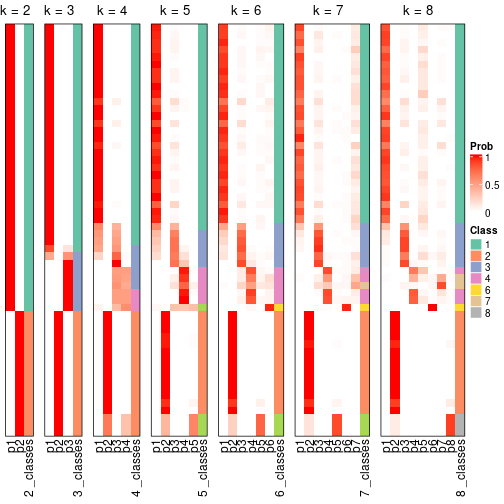 k = 2 k = 3 k = 4 k = 5 k = 6 k = 7 k = 8
Prob
1
0.5
0
Class
1
2
3
4
6
7
8
p1 p2 2_classes
p1 p2 p3 3_classes
p1 p2 p3 p4 4_classes
p1 p2 p3 p4 p5 5_classes
p1 p2 p3 p4 p5 p6 6_classes
p1 p2 p3 p4 p5 p6 p7 7_classes
p1 p2 p3 p4 p5 p6 p7 p8 8_classes